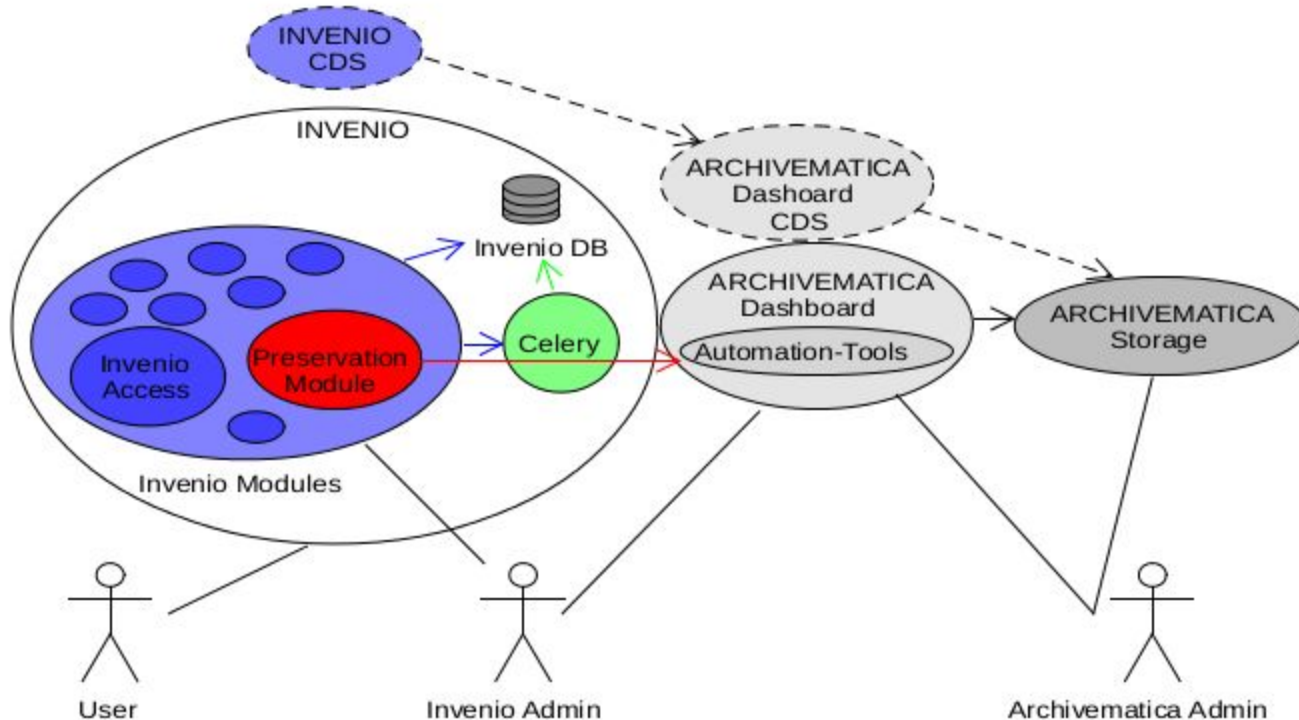 INVENIO
CDS
INVENIO
ARCHIVEMATICA
Dashoard
CDS
Invenio DB
ARCHIVEMATICA
Dashboard
ARCHIVEMATICA
Storage
Automation-Tools
Celery
Invenio
Access
Preservation
Module
Invenio Modules
User
Invenio Admin
Archivematica Admin